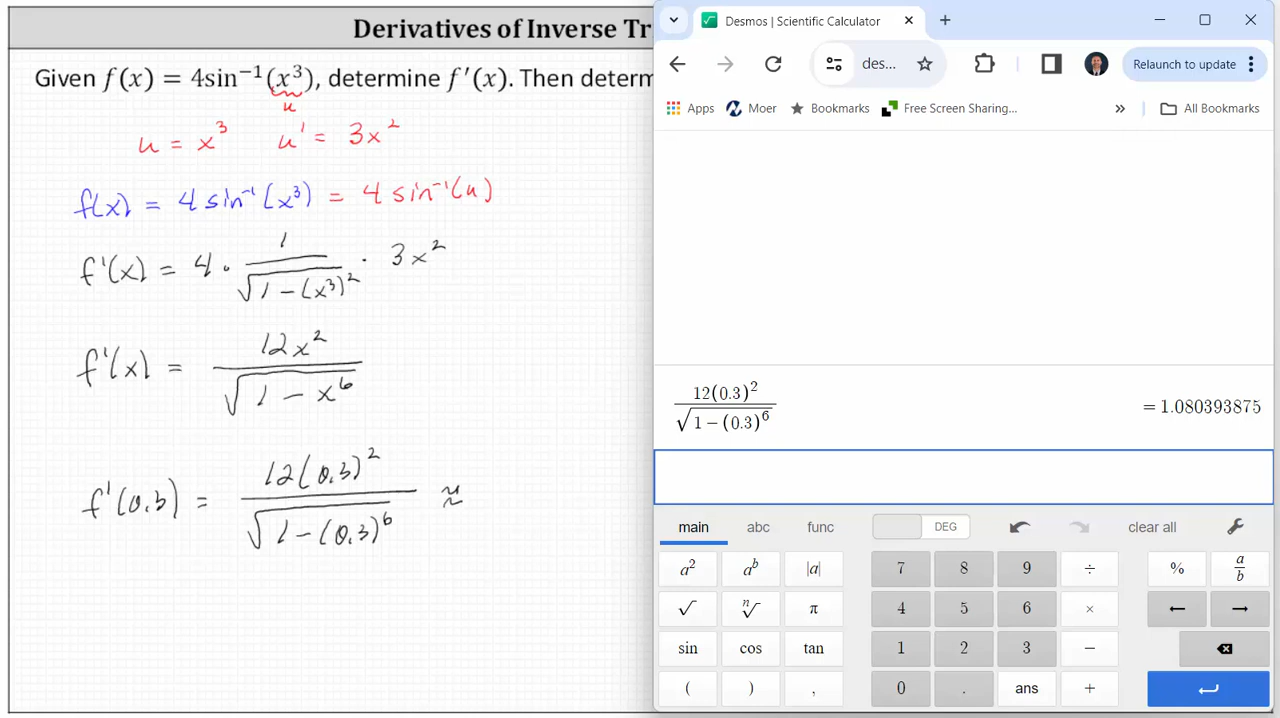 Derivatives of Inverse Tr
Given f(x) = 4sin⁻¹(x³), determine f′(x). Then determ
u
u = x³ u' = 3x²
f(x) = 4 sin⁻¹(x³) = 4 sin⁻¹(u)
f'(x) = 4 · 1/√(1-(x³)²) · 3x²
f'(x) = 12x²/√(1 - x⁶)
f'(0.3) = 12(0.3)²/√(1-(0.3)⁶) ≈
Desmos | Scientific Calculator
des...
Relaunch to update
Apps Moer Bookmarks Free Screen Sharing... » All Bookmarks
12(0.3)²/√(1-(0.3)⁶) = 1.080393875
main abc func DEG clear all
a² aᵇ |a| 7 8 9 ÷ % a/b
√ ⁿ√ π 4 5 6 × ← →
sin cos tan 1 2 3 −
( ) , 0 . ans +